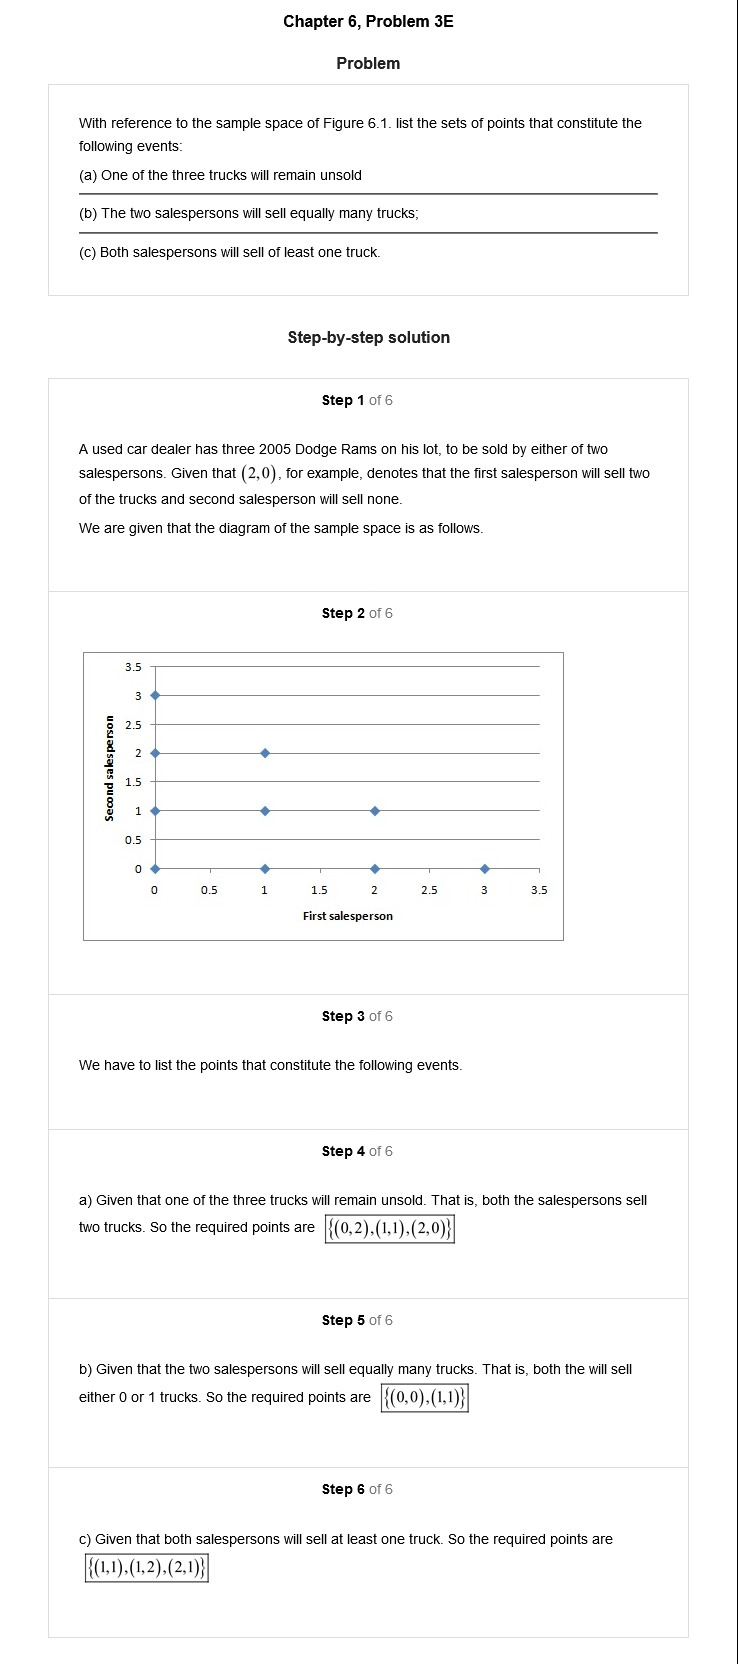 Chapter 6, Problem 3E
Problem
With reference to the sample space of Figure 6.1. list the sets of points that constitute the
following events:
(a) One of the three trucks will remain unsold
(b) The two salespersons will sell equally many trucks;
(c) Both salespersons will sell of least one truck.
Step-by-step solution
Step 1 of 6
A used car dealer has three 2005 Dodge Rams on his lot, to be sold by either of two
salespersons. Given that (2,0), for example, denotes that the first salesperson will sell two
of the trucks and second salesperson will sell none.
We are given that the diagram of the sample space is as follows.
Step 2 of 6
Second salesperson
3.5
3
2.5
2
1.5
1
0.5
0
0 0.5 1 1.5 2 2.5 3 3.5
First salesperson
Step 3 of 6
We have to list the points that constitute the following events.
Step 4 of 6
a) Given that one of the three trucks will remain unsold. That is, both the salespersons sell
two trucks. So the required points are {(0,2),(1,1),(2,0)}
Step 5 of 6
b) Given that the two salespersons will sell equally many trucks. That is, both the will sell
either 0 or 1 trucks. So the required points are {(0,0),(1,1)}
Step 6 of 6
c) Given that both salespersons will sell at least one truck. So the required points are
{(1,1),(1,2),(2,1)}